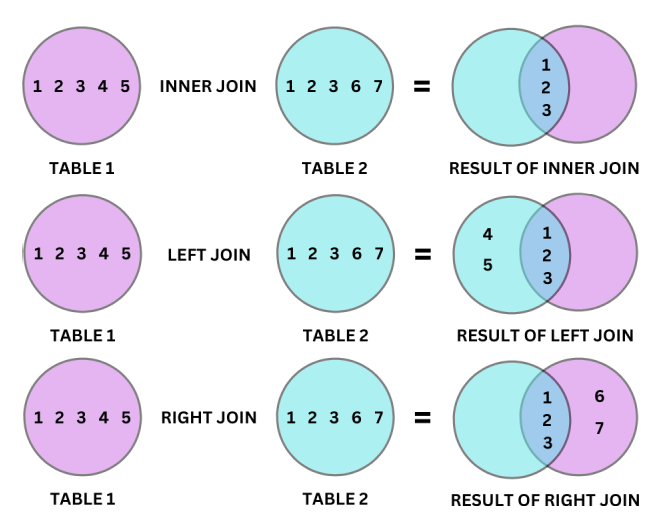 1 2 3 4 5 INNER JOIN 1 2 3 6 7 = 1
2
3
TABLE 1 TABLE 2 RESULT OF INNER JOIN
1 2 3 4 5 LEFT JOIN 1 2 3 6 7 = 4 1
5 2
3
TABLE 1 TABLE 2 RESULT OF LEFT JOIN
1 2 3 4 5 RIGHT JOIN 1 2 3 6 7 = 1 6
2 7
3
TABLE 1 TABLE 2 RESULT OF RIGHT JOIN